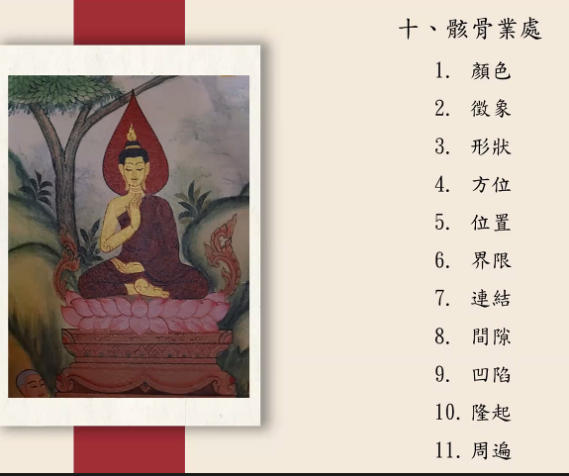 十、骸骨業處
1. 顏色
2. 徵象
3. 形狀
4. 方位
5. 位置
6. 界限
7. 連結
8. 間隙
9. 凹陷
10. 隆起
11. 周遍